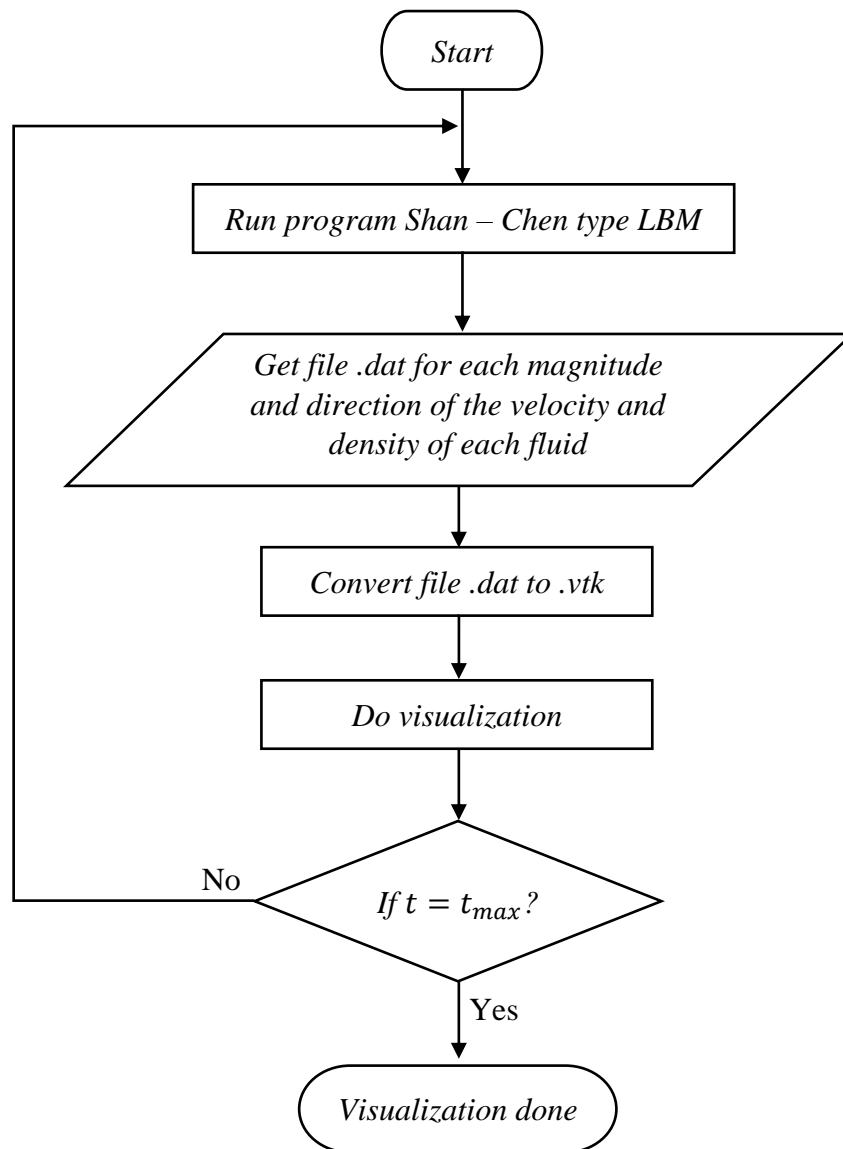 Start
Run program Shan – Chen type LBM
Get file .dat for each magnitude
and direction of the velocity and
density of each fluid
Convert file .dat to .vtk
Do visualization
No
If 𝑡 = 𝑡𝑚𝑎𝑥?
Yes
Visualization done